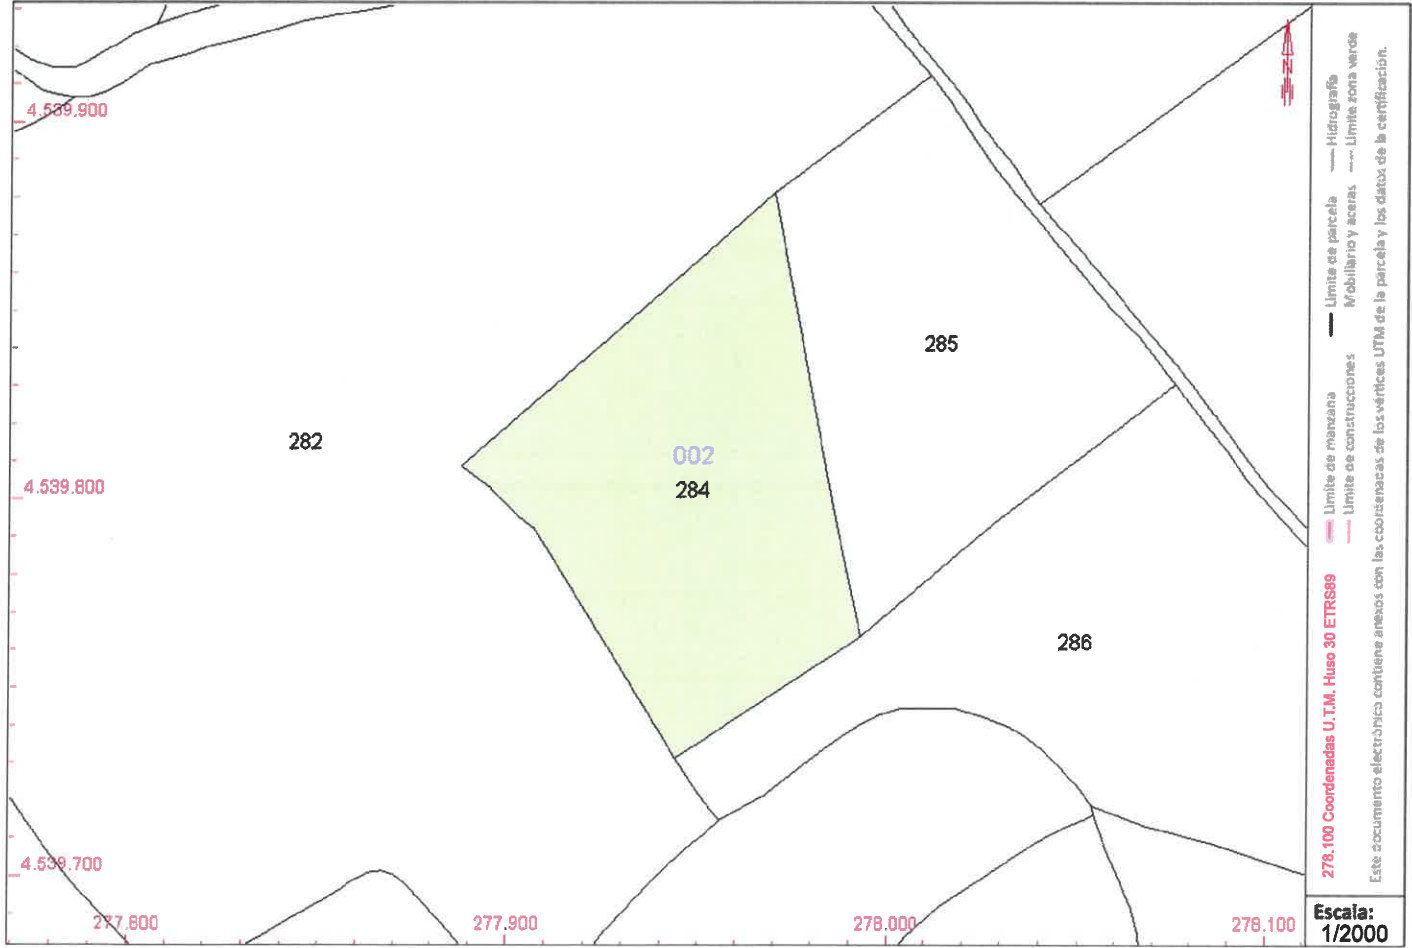 4.539.900
4.539.800
4.539.700
277.800
277.900
278.000
278.100
282
002
284
285
286
N
278.100 Coordenadas U.T.M. Huso 30 ETRS89
Límite de manzana
Límite de parcela
Hidrografía
Límite de construcciones
Mobiliario y aceras
Límite zona verde
Este documento electrónico contiene anexos con las coordenadas de los vértices UTM de la parcela y los datos de la certificación.
Escala:
1/2000